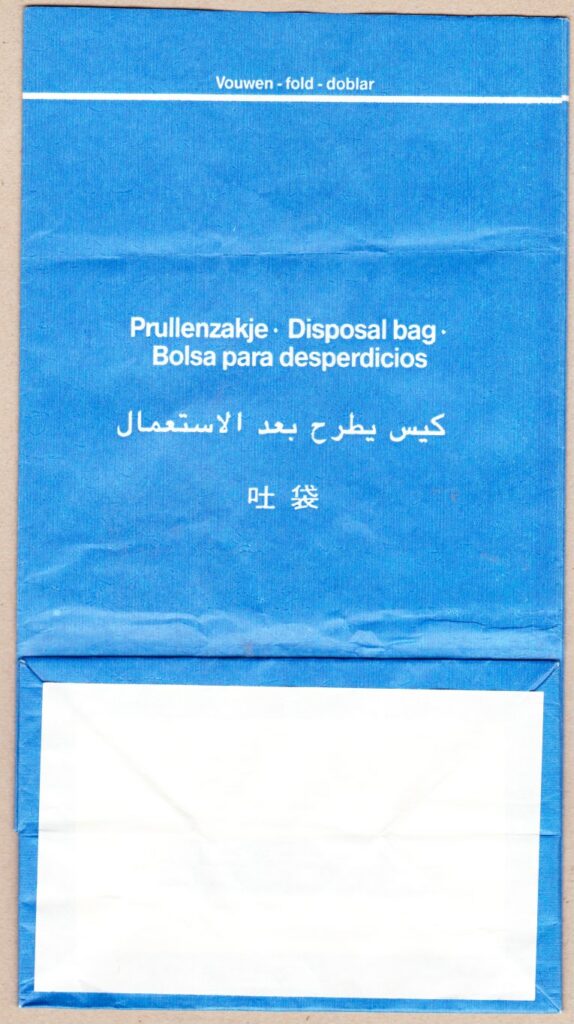 Vouwen - fold - doblar
Prullenzakje · Disposal bag ·
Bolsa para desperdicios
كيس يطرح بعد الاستعمال
吐 袋